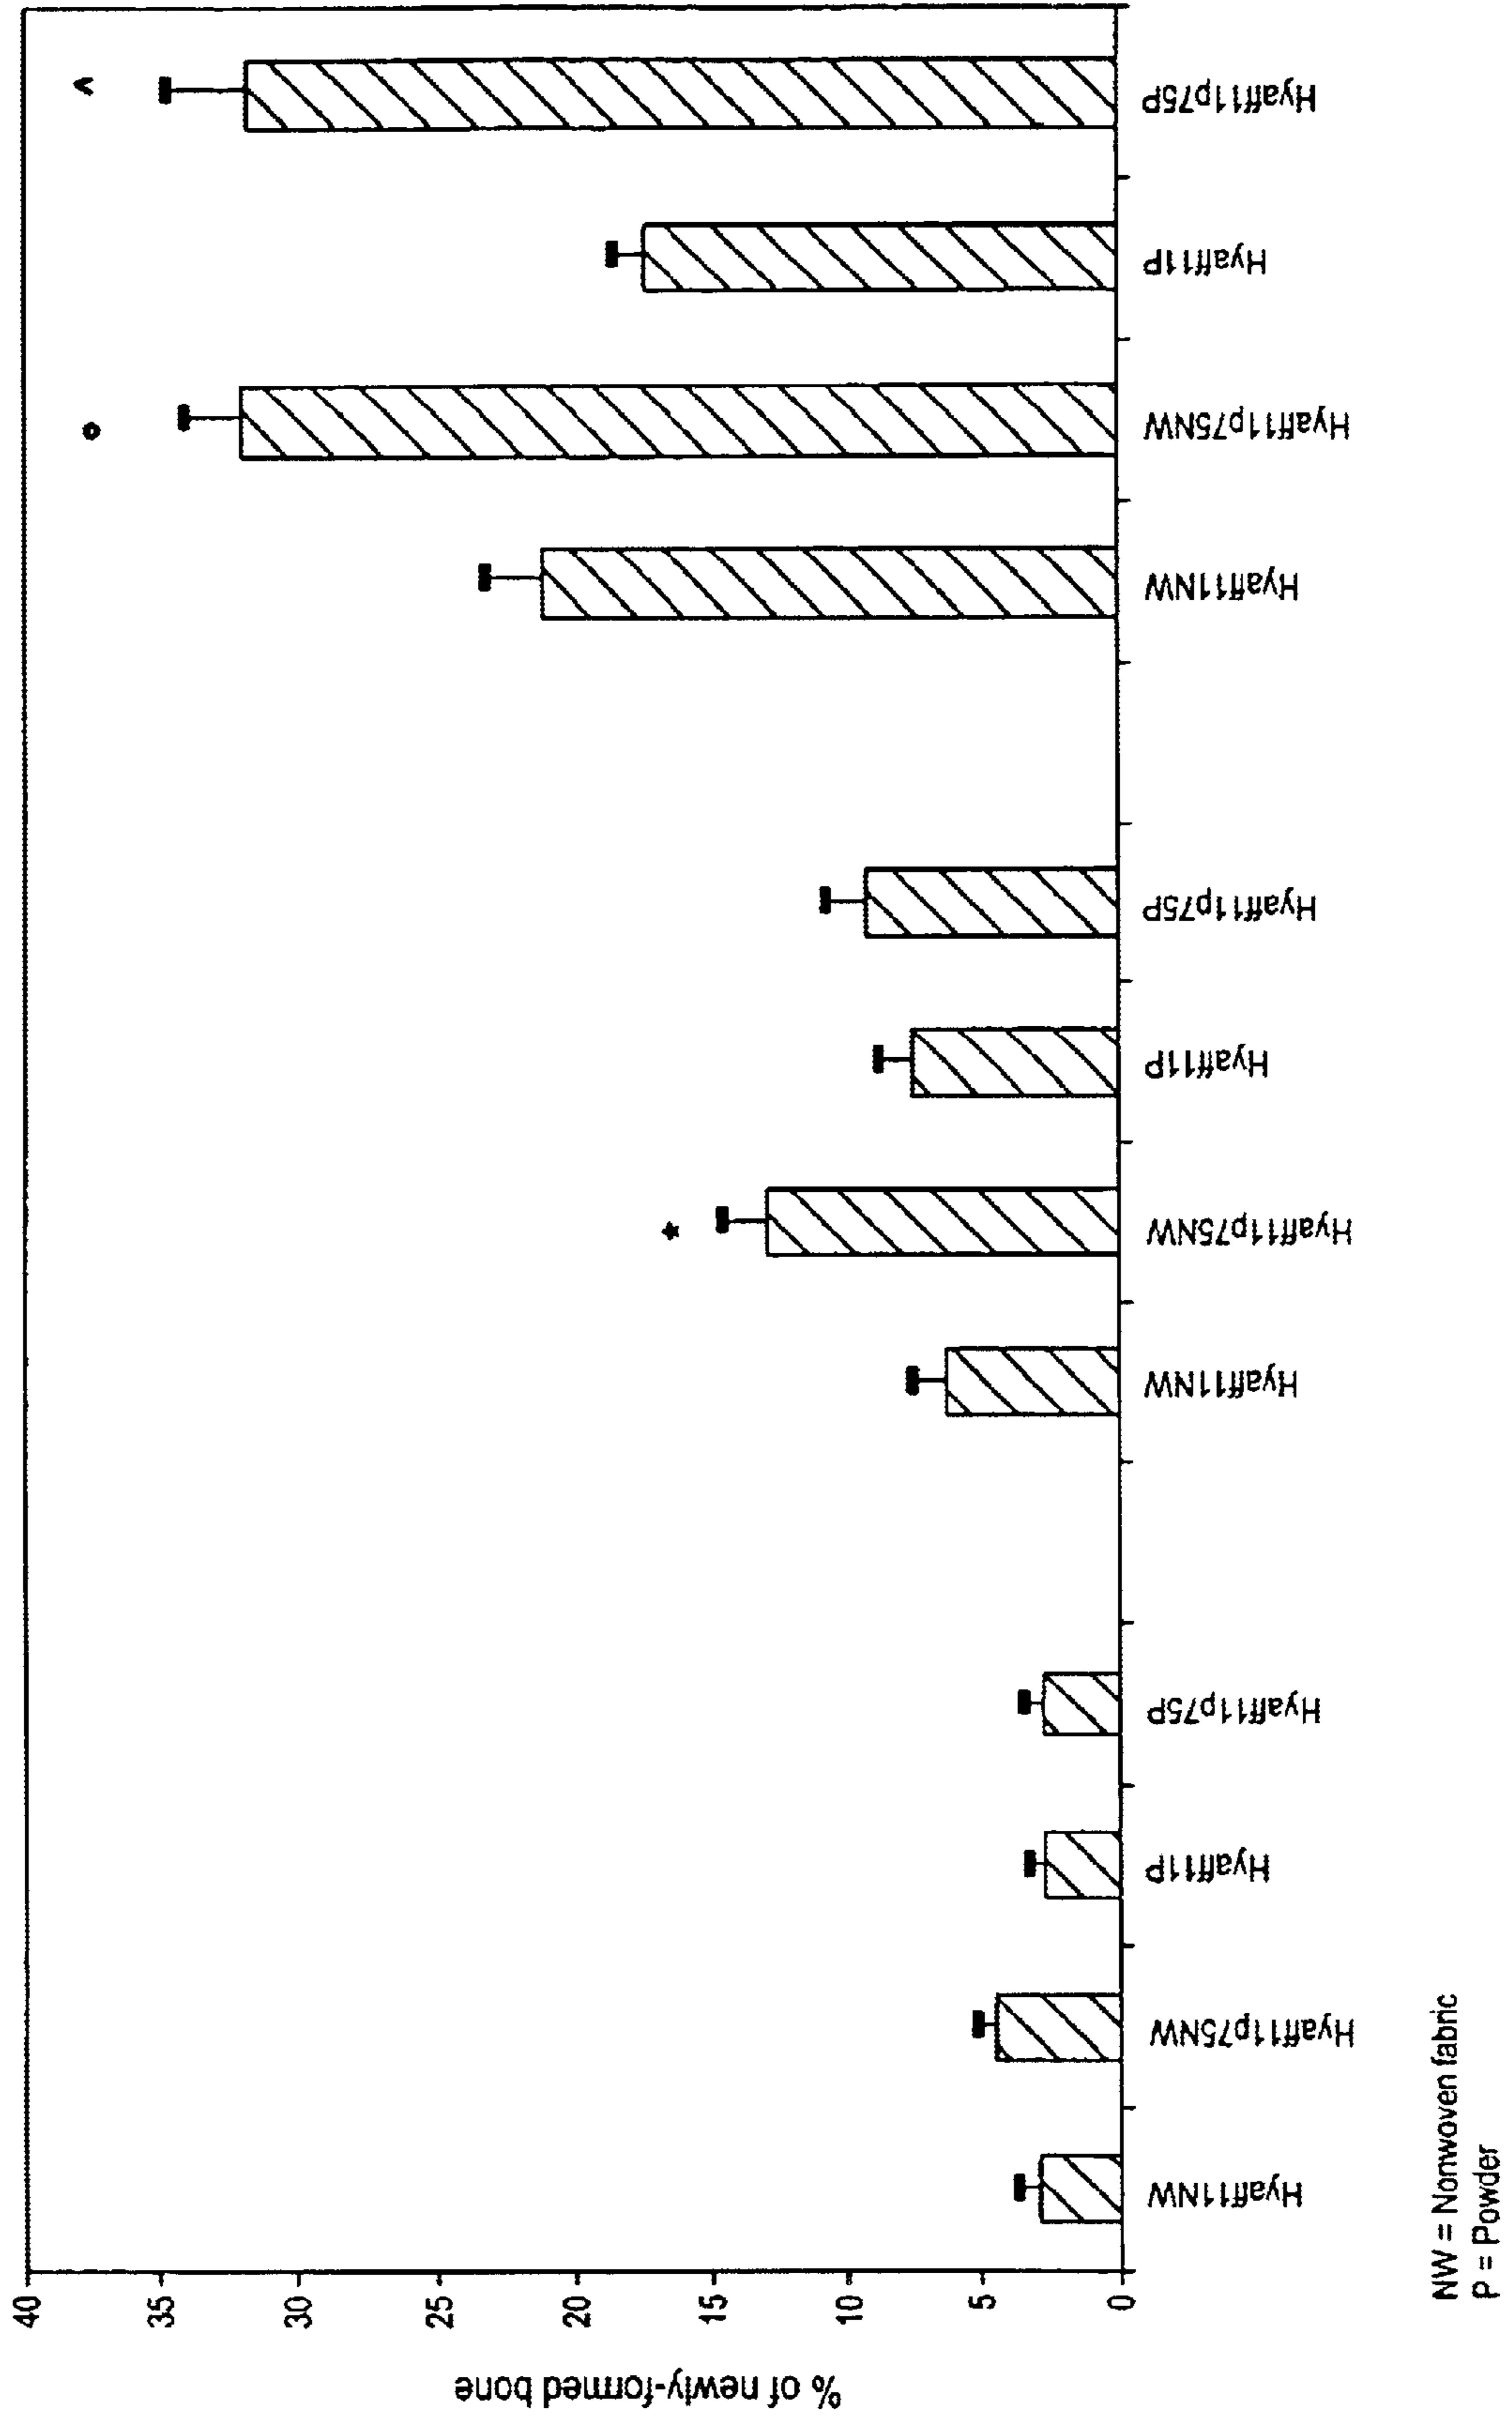 % of newly-formed bone
40
35
30
25
20
15
10
5
0
Hyaff11NW
Hyaff11p75NW
Hyaff11P
Hyaff11p75P
Hyaff11NW
Hyaff11p75NW
*
Hyaff11P
Hyaff11p75P
Hyaff11NW
Hyaff11p75NW
°
Hyaff11P
Hyaff11p75P
^
NW = Nonwoven fabric
P = Powder